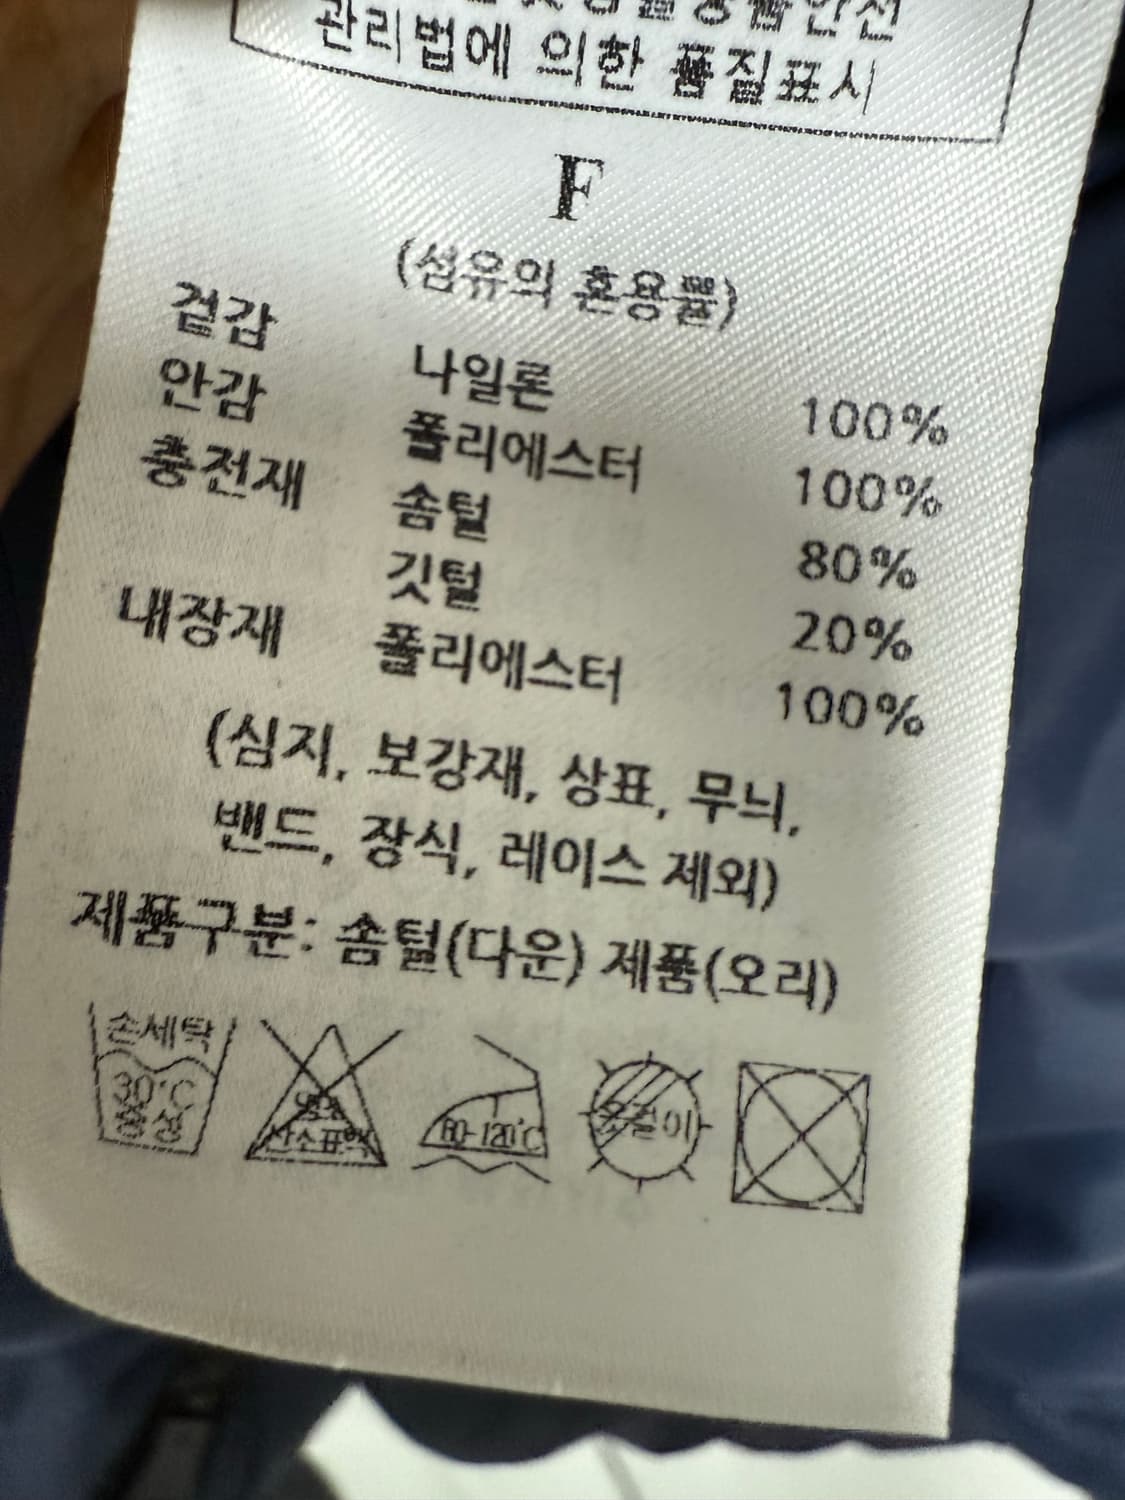 관리법에 의한 품질표시
F
(섬유의 혼용률)
겉감 나일론 100%
안감 폴리에스터 100%
충전재 솜털 80%
깃털 20%
내장재 폴리에스터 100%
(심지, 보강재, 상표, 무늬,
밴드, 장식, 레이스 제외)
제품구분: 솜털(다운) 제품(오리)
손세탁
30°C
중성
염소
산소표백
80-120°C
옷걸이